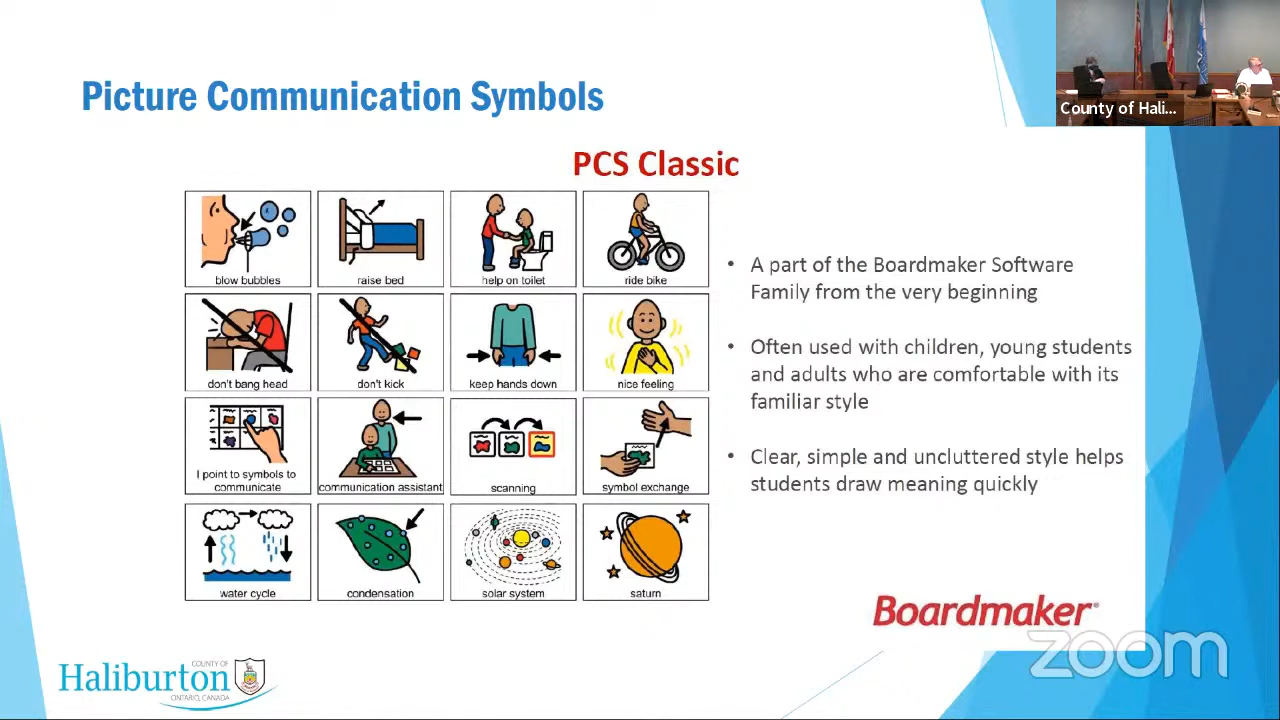 Picture Communication Symbols
County of Hali...
PCS Classic
blow bubbles
raise bed
help on toilet
ride bike
don't bang head
don't kick
keep hands down
nice feeling
I point to symbols to
communicate
communication assistant
scanning
symbol exchange
water cycle
condensation
solar system
saturn
• A part of the Boardmaker Software
Family from the very beginning
• Often used with children, young students
and adults who are comfortable with its
familiar style
• Clear, simple and uncluttered style helps
students draw meaning quickly
Boardmaker®
zoom
COUNTY OF
Haliburton
ONTARIO, CANADA